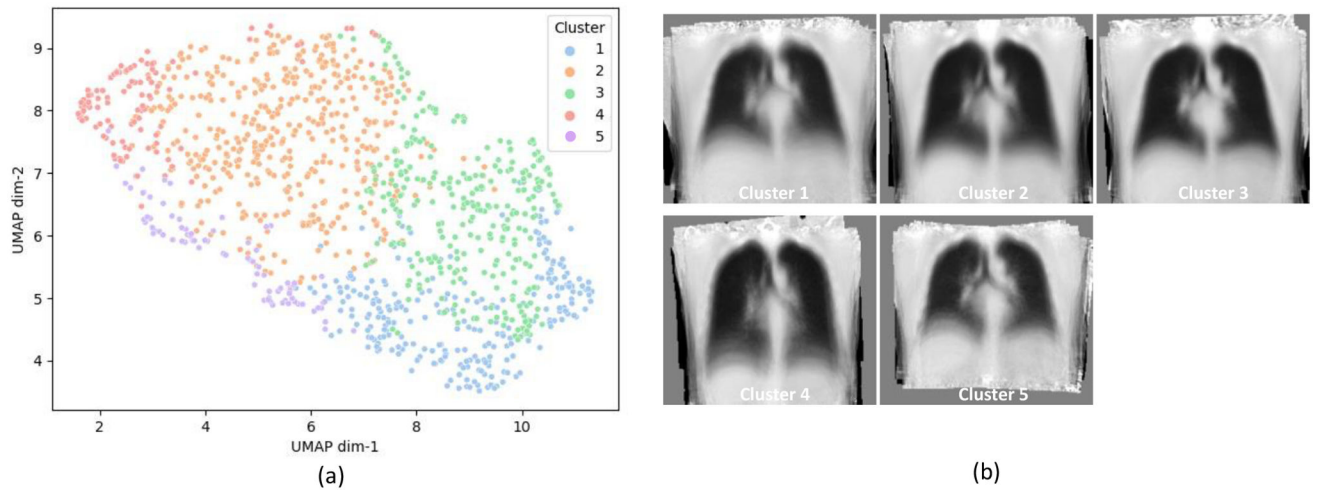 Cluster
1
2
3
4
5
9
8
7
6
5
4
UMAP dim-2
2
4
6
8
10
UMAP dim-1
(a)
Cluster 1
Cluster 2
Cluster 3
Cluster 4
Cluster 5
(b)